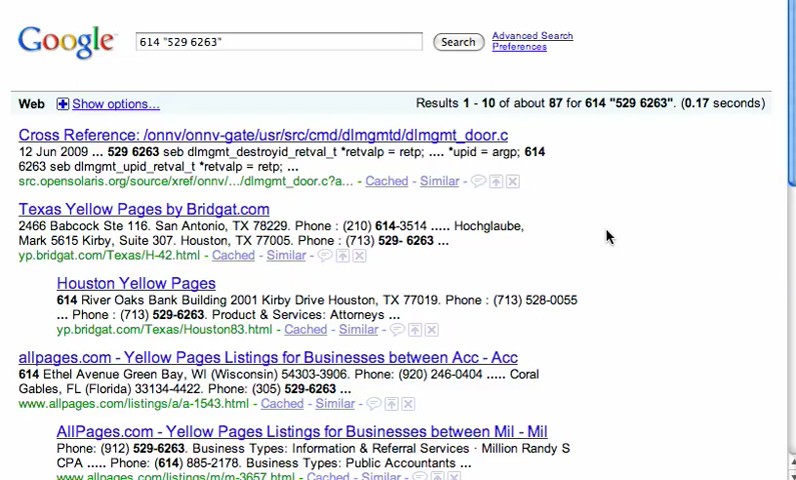 Google 614 "529 6263" Search Advanced Search
Preferences
Web Show options... Results 1 - 10 of about 87 for 614 "529 6263". (0.17 seconds)
Cross Reference: /onnv/onnv-gate/usr/src/cmd/dlmgmtd/dlmgmt_door.c
12 Jun 2009 ... 529 6263 seb dlmgmt_destroyid_retval_t *retvalp = retp; .... *upid = argp; 614
6263 seb dlmgmt_upid_retval_t *retvalp = retp; ...
src.opensolaris.org/source/xref/onnv/.../dlmgmt_door.c?a... - Cached - Similar -
Texas Yellow Pages by Bridgat.com
2466 Babcock Ste 116. San Antonio, TX 78229. Phone : (210) 614-3514 ..... Hochglaube,
Mark 5615 Kirby, Suite 307. Houston, TX 77005. Phone : (713) 529- 6263 ...
yp.bridgat.com/Texas/H-42.html - Cached - Similar -
Houston Yellow Pages
614 River Oaks Bank Building 2001 Kirby Drive Houston, TX 77019. Phone : (713) 528-0055
... Phone : (713) 529-6263. Product & Services: Attorneys ...
yp.bridgat.com/Texas/Houston83.html - Cached - Similar -
allpages.com - Yellow Pages Listings for Businesses between Acc - Acc
614 Ethel Avenue Green Bay, WI (Wisconsin) 54303-3906. Phone: (920) 246-0404 ..... Coral
Gables, FL (Florida) 33134-4422. Phone: (305) 529-6263 ...
www.allpages.com/listings/a/a-1543.html - Cached - Similar -
AllPages.com - Yellow Pages Listings for Businesses between Mil - Mil
Phone: (912) 529-6263. Business Types: Information & Referral Services · Million Randy S
CPA ..... Phone: (614) 885-2178. Business Types: Public Accountants ...
www.allpages.com/listings/m/m-3657.html - Cached - Similar -